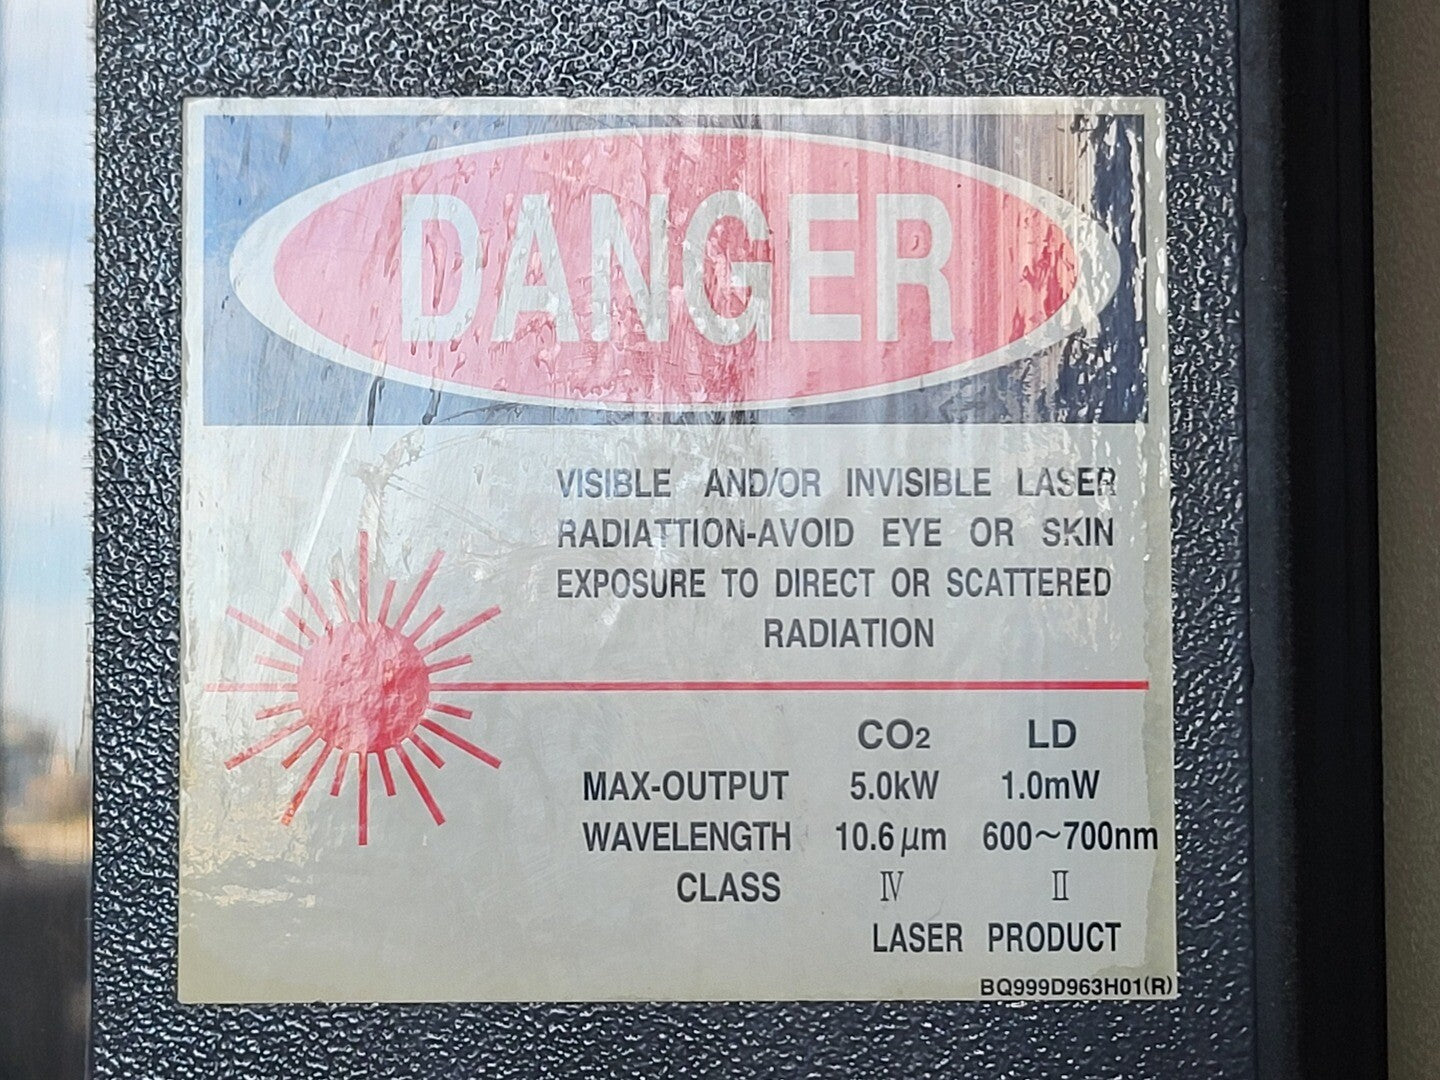 DANGER
VISIBLE AND/OR INVISIBLE LASER
RADIATTION-AVOID EYE OR SKIN
EXPOSURE TO DIRECT OR SCATTERED
RADIATION
CO2 LD
MAX-OUTPUT 5.0kW 1.0mW
WAVELENGTH 10.6μm 600～700nm
CLASS Ⅳ Ⅱ
LASER PRODUCT
BQ999D963H01(R)